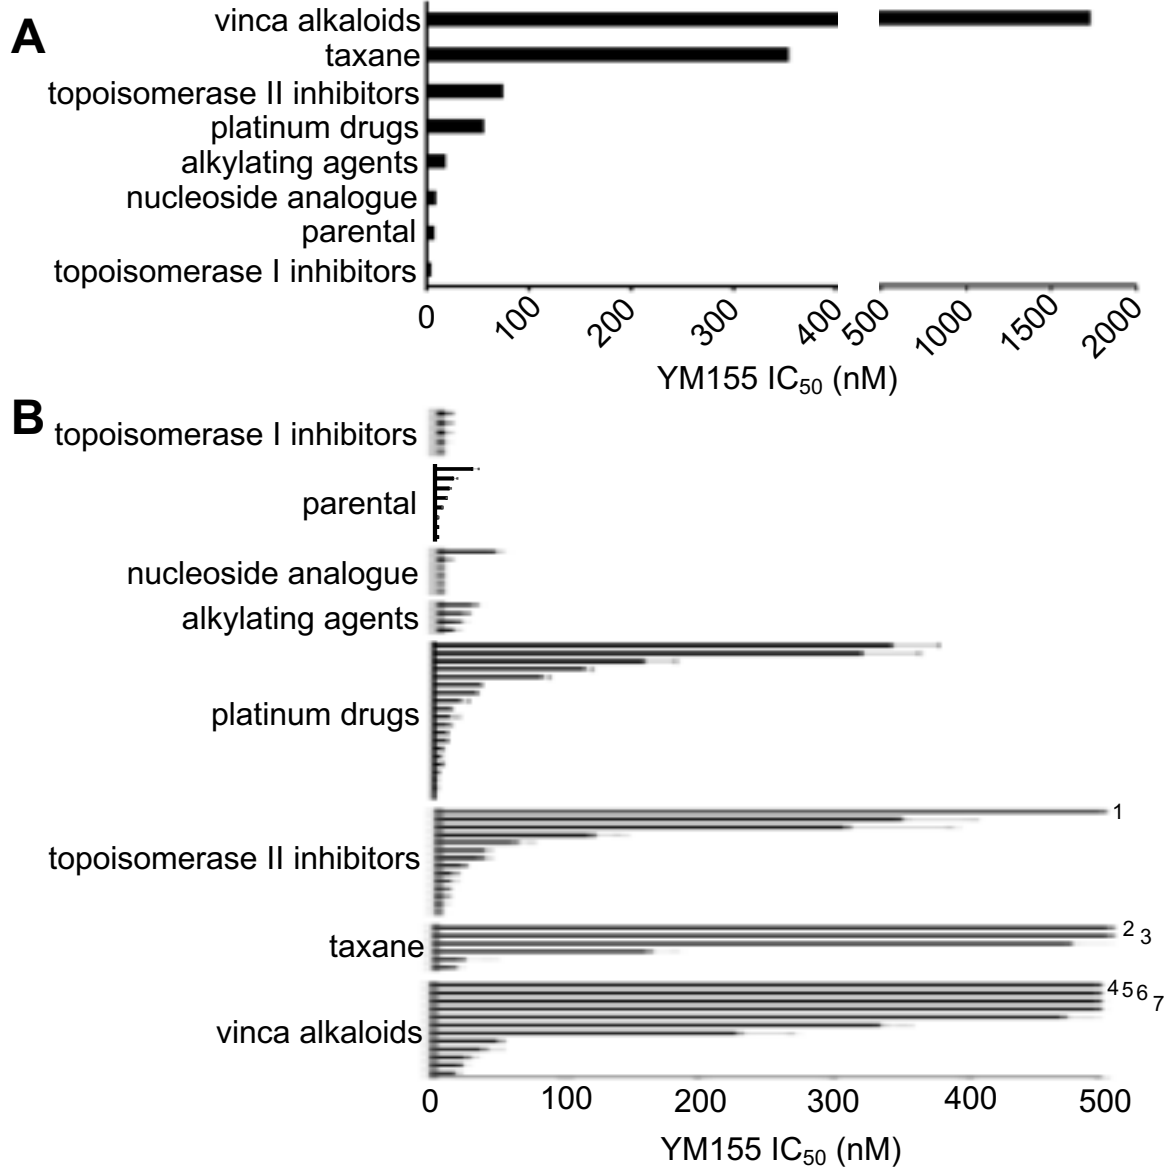 A
vinca alkaloids
taxane
topoisomerase II inhibitors
platinum drugs
alkylating agents
nucleoside analogue
parental
topoisomerase I inhibitors
0 100 200 300 400 500 1000 1500 2000
YM155 IC₅₀ (nM)
B
topoisomerase I inhibitors
parental
nucleoside analogue
alkylating agents
platinum drugs
1
topoisomerase II inhibitors
taxane 2 3
4 5 6 7
vinca alkaloids
0 100 200 300 400 500
YM155 IC₅₀ (nM)